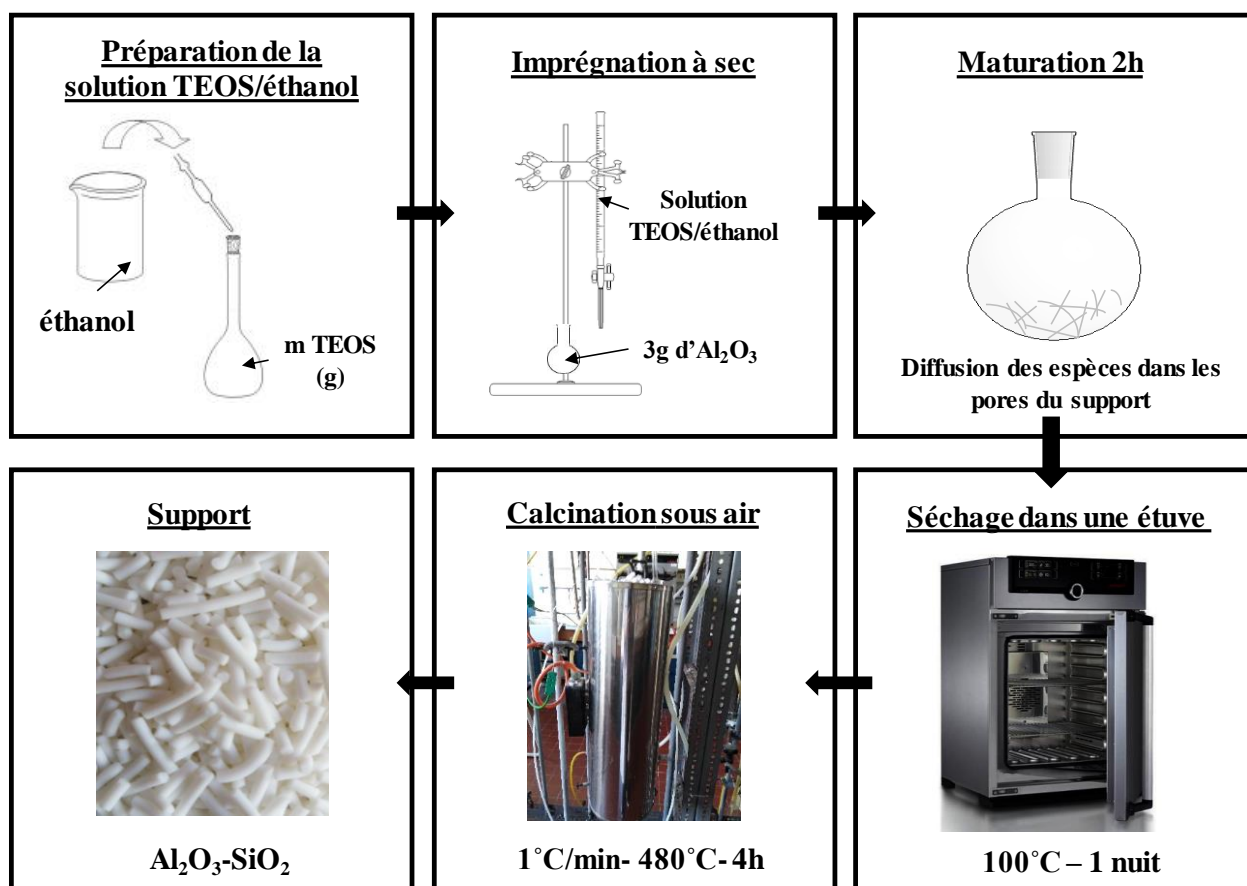 Préparation de la
solution TEOS/éthanol
éthanol
m TEOS
(g)
Imprégnation à sec
Solution
TEOS/éthanol
3g d'Al₂O₃
Maturation 2h
Diffusion des espèces dans les
pores du support
Séchage dans une étuve
100°C – 1 nuit
Calcination sous air
1°C/min- 480°C- 4h
Support
Al₂O₃-SiO₂